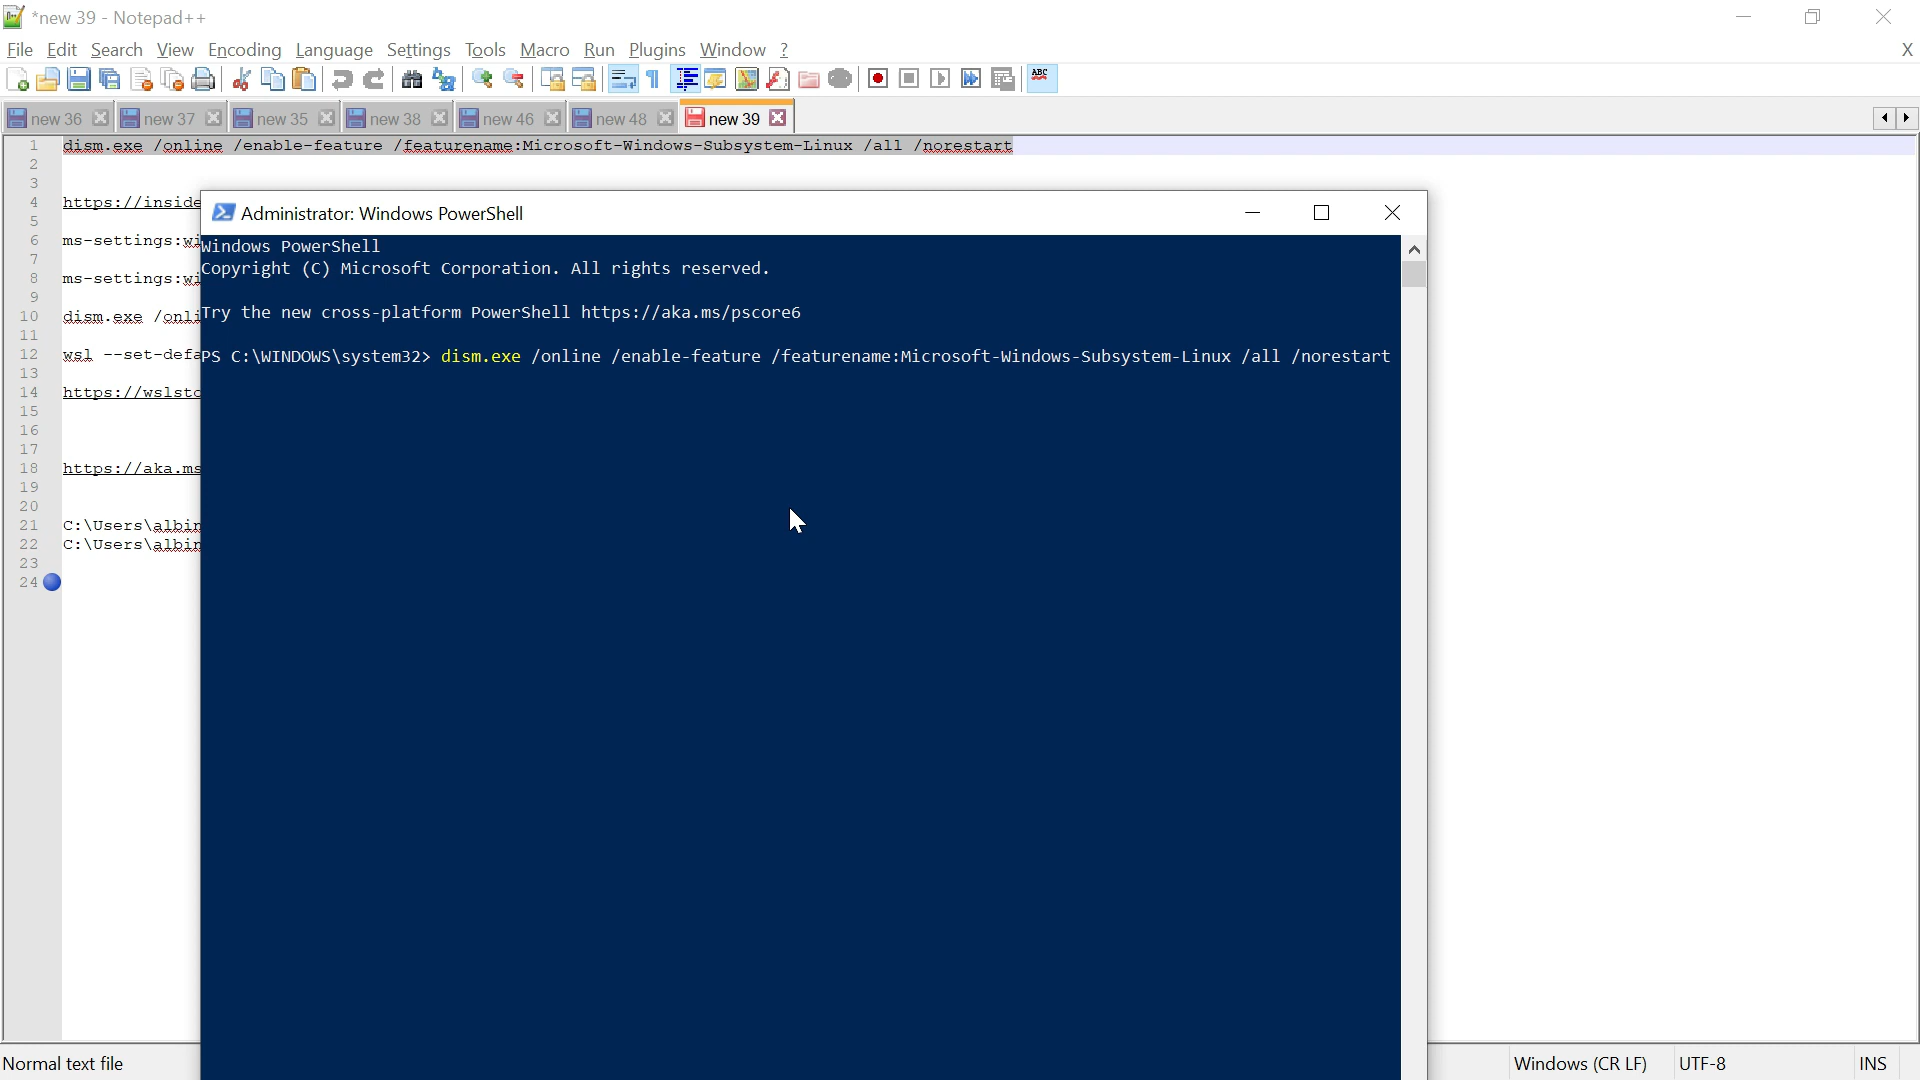 *new 39 - Notepad++
File Edit Search View Encoding Language Settings Tools Macro Run Plugins Window ? X
ABC
new 36 new 37 new 35 new 38 new 46 new 48 new 39
1 dism.exe /online /enable-feature /featurename:Microsoft-Windows-Subsystem-Linux /all /norestart
2
3
4 https://inside
5
6 ms-settings:wi
7
8 ms-settings:wi
9
10 dism.exe /onli
11
12 wsl --set-defa
13
14 https://wslsto
15
16
17
18 https://aka.ms
19
20
21 C:\Users\albin
22 C:\Users\albin
23
24
Administrator: Windows PowerShell
Windows PowerShell
Copyright (C) Microsoft Corporation. All rights reserved.
Try the new cross-platform PowerShell https://aka.ms/pscore6
PS C:\WINDOWS\system32> dism.exe /online /enable-feature /featurename:Microsoft-Windows-Subsystem-Linux /all /norestart
Normal text file Windows (CR LF) UTF-8 INS